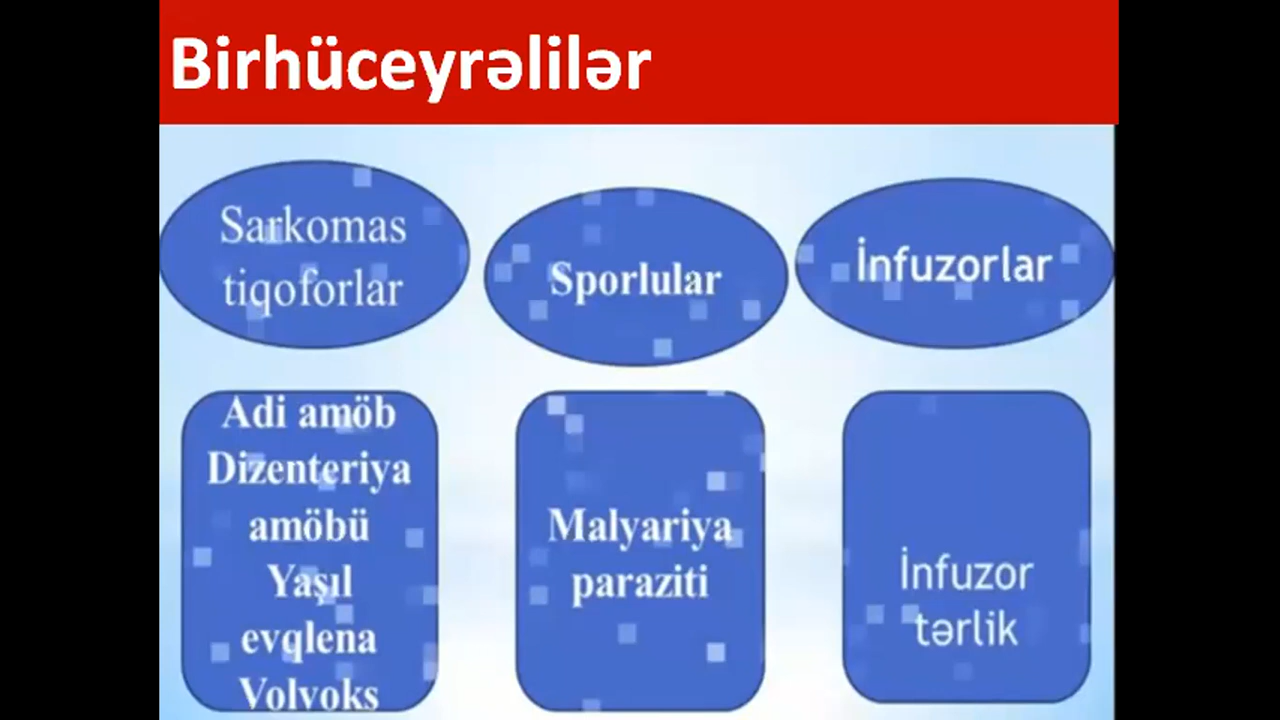 Birhüceyrəlilər
Sarkomas
tiqoforlar
Sporlular
İnfuzorlar
Adi amöb
Dizenteriya
amöbü
Yaşıl
evqlena
Volvoks
Malyariya
paraziti
İnfuzor
tərlik